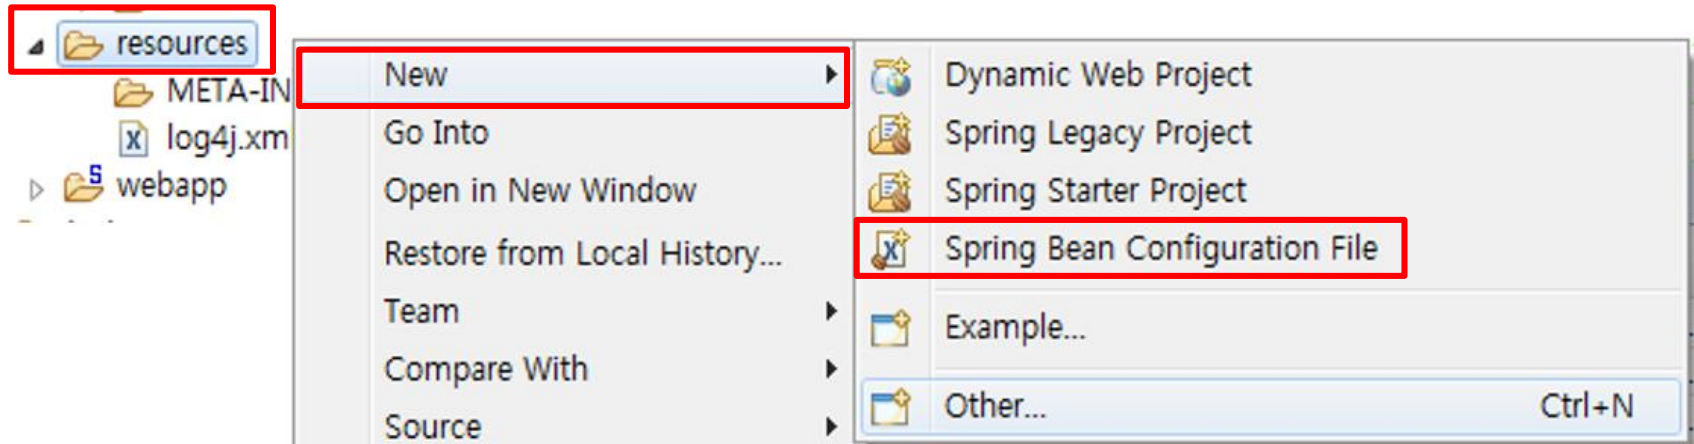 resources
META-IN
log4j.xm
webapp
New
Go Into
Open in New Window
Restore from Local History...
Team
Compare With
Source
Dynamic Web Project
Spring Legacy Project
Spring Starter Project
Spring Bean Configuration File
Example...
Other... Ctrl+N